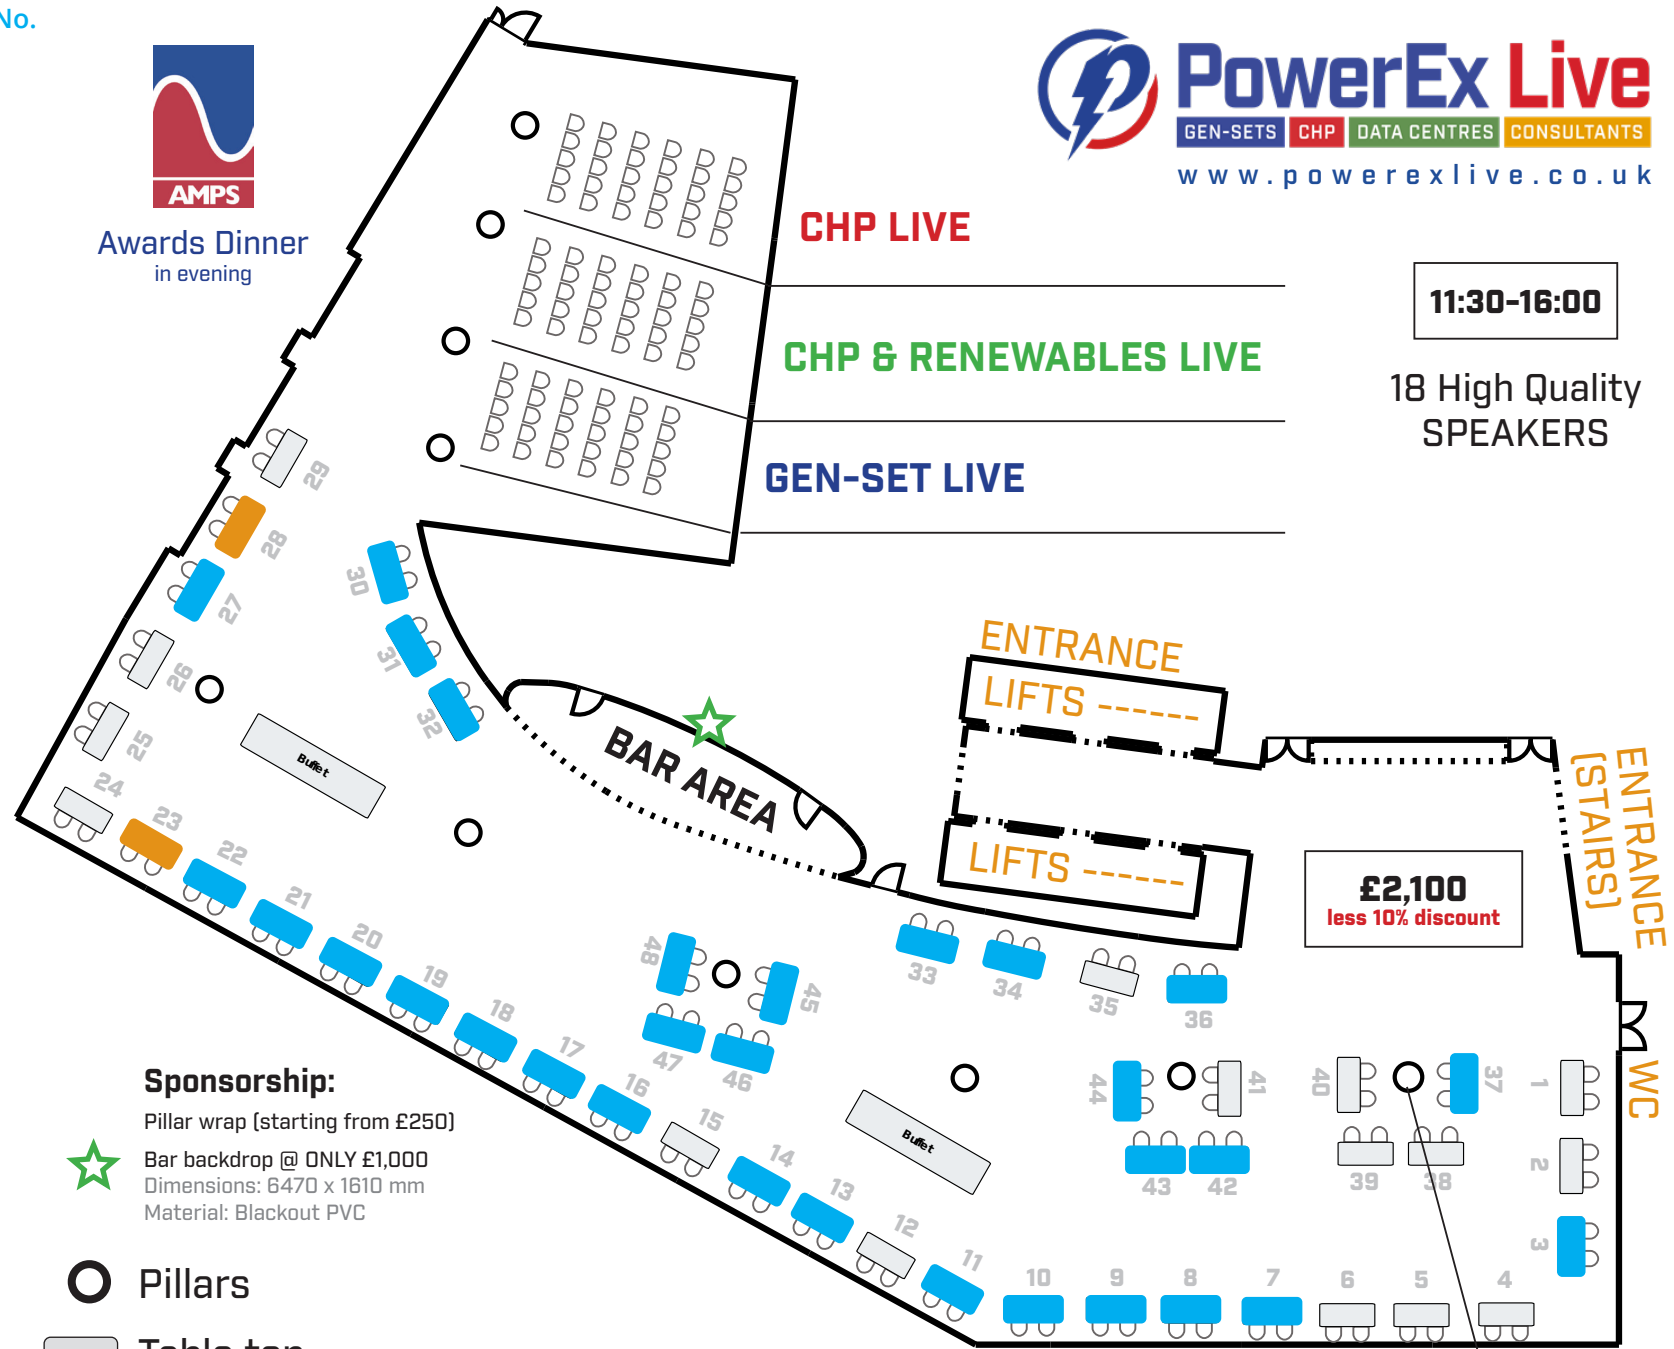 No.
AMPS
Awards Dinner
in evening
PowerEx Live
GEN-SETS CHP DATA CENTRES CONSULTANTS
www.powerexlive.co.uk
CHP LIVE
CHP & RENEWABLES LIVE
GEN-SET LIVE
11:30-16:00
18 High Quality
SPEAKERS
29
28
27
26
25
24
23
22
21
20
19
18
17
16
15
14
13
12
11
10
9
8
7
6
5
4
3
2
1
30
31
32
Buffet
BAR AREA
ENTRANCE
LIFTS ------
LIFTS ------
ENTRANCE
(STAIRS)
£2,100
less 10% discount
33
34
35
36
48
45
47
46
44
41
43
42
40
37
39
38
WC
Buffet
Sponsorship:
Pillar wrap (starting from £250)
Bar backdrop @ ONLY £1,000
Dimensions: 6470 x 1610 mm
Material: Blackout PVC
Pillars
Table top